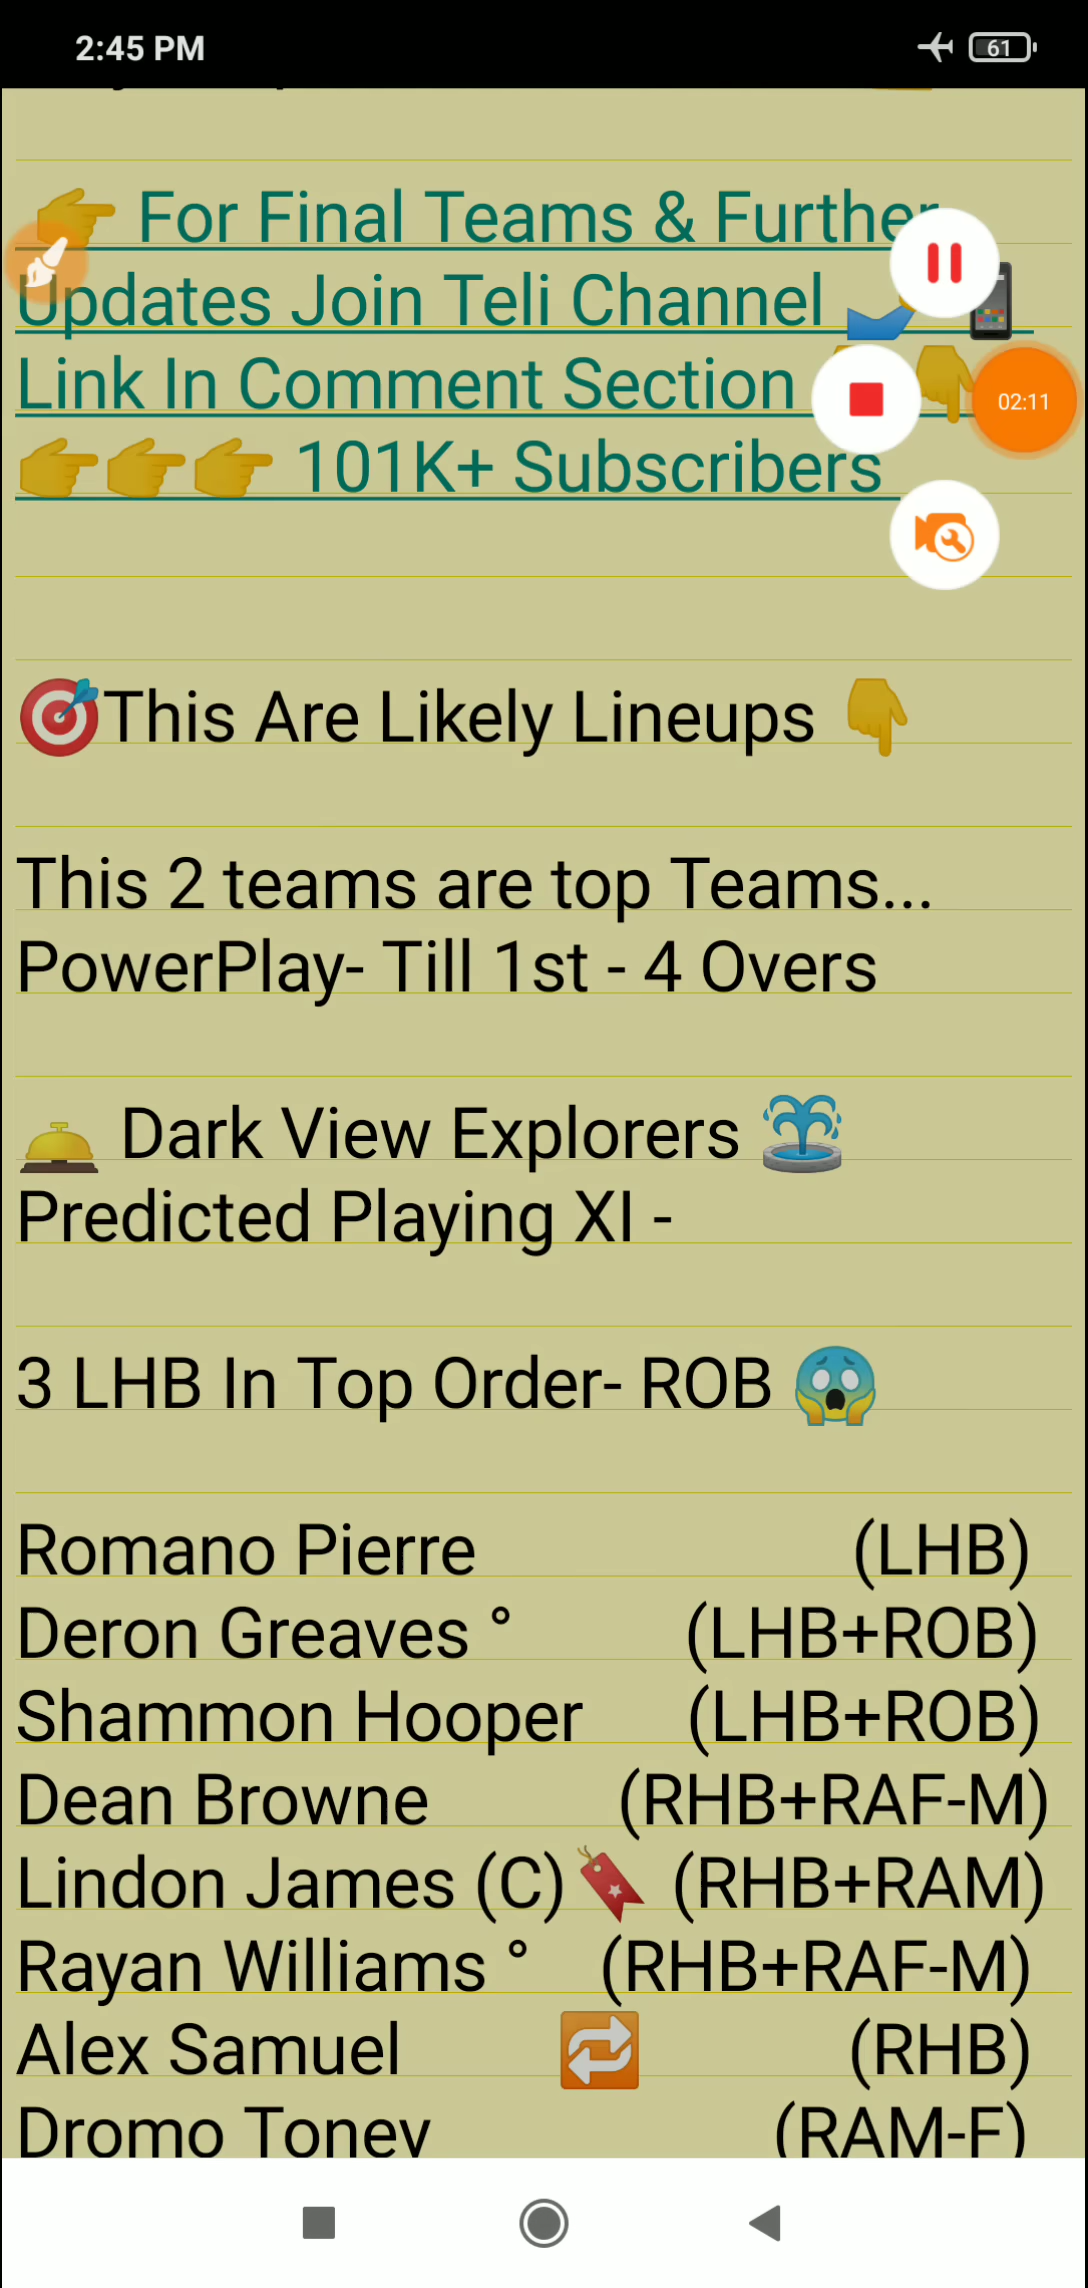 2:45 PM
61
👉 For Final Teams & Further
Updates Join Teli Channel
Link In Comment Section
02:11
👉👉👉 101K+ Subscribers
🎯This Are Likely Lineups 👇
This 2 teams are top Teams...
PowerPlay- Till 1st - 4 Overs
🛎️ Dark View Explorers ⛲
Predicted Playing XI -
3 LHB In Top Order- ROB 😱
Romano Pierre (LHB)
Deron Greaves ° (LHB+ROB)
Shammon Hooper (LHB+ROB)
Dean Browne (RHB+RAF-M)
Lindon James (C)🔖 (RHB+RAM)
Rayan Williams ° (RHB+RAF-M)
Alex Samuel 🔁 (RHB)
Dromo Toney (RAM-F)